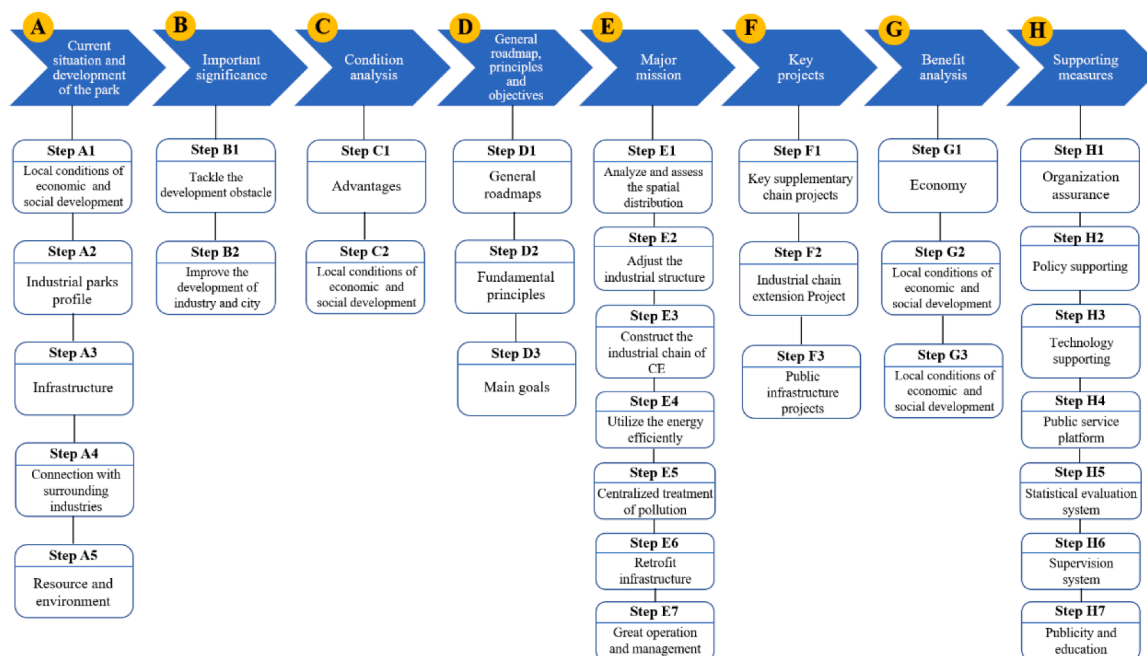 A
Current
situation and
development
of the park
B
Important
significance
C
Condition
analysis
D
General
roadmap,
principles
and
objectives
E
Major
mission
F
Key
projects
G
Benefit
analysis
H
Supporting
measures
Step A1
Local conditions of
economic and
social development
Step A2
Industrial parks
profile
Step A3
Infrastructure
Step A4
Connection with
surrounding
industries
Step A5
Resource and
environment
Step B1
Tackle the
development obstacle
Step B2
Improve the
development of
industry and city
Step C1
Advantages
Step C2
Local conditions of
economic and
social development
Step D1
General
roadmaps
Step D2
Fundamental
principles
Step D3
Main goals
Step E1
Analyze and assess
the spatial
distribution
Step E2
Adjust the
industrial structure
Step E3
Construct the
industrial chain of
CE
Step E4
Utilize the energy
efficiently
Step E5
Centralized treatment
of pollution
Step E6
Retrofit
infrastructure
Step E7
Great operation
and management
Step F1
Key supplementary
chain projects
Step F2
Industrial chain
extension Project
Step F3
Public
infrastructure
projects
Step G1
Economy
Step G2
Local conditions of
economic and
social development
Step G3
Local conditions of
economic and
social development
Step H1
Organization
assurance
Step H2
Policy supporting
Step H3
Technology
supporting
Step H4
Public service
platform
Step H5
Statistical evaluation
system
Step H6
Supervision
system
Step H7
Publicity and
education